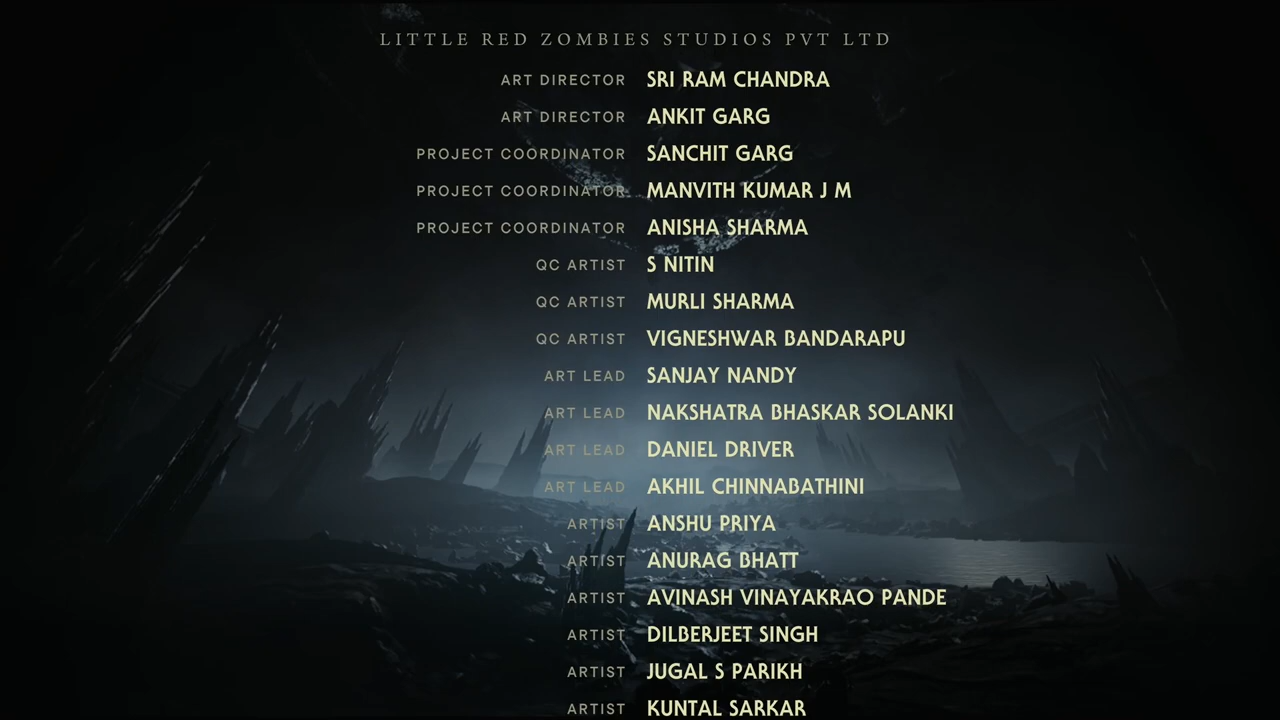 LITTLE RED ZOMBIES STUDIOS PVT LTD
ART DIRECTOR SRI RAM CHANDRA
ART DIRECTOR ANKIT GARG
PROJECT COORDINATOR SANCHIT GARG
PROJECT COORDINATOR MANVITH KUMAR J M
PROJECT COORDINATOR ANISHA SHARMA
QC ARTIST S NITIN
QC ARTIST MURLI SHARMA
QC ARTIST VIGNESHWAR BANDARAPU
ART LEAD SANJAY NANDY
ART LEAD NAKSHATRA BHASKAR SOLANKI
ART LEAD DANIEL DRIVER
ART LEAD AKHIL CHINNABATHINI
ARTIST ANSHU PRIYA
ARTIST ANURAG BHATT
ARTIST AVINASH VINAYAKRAO PANDE
ARTIST DILBERJEET SINGH
ARTIST JUGAL S PARIKH
ARTIST KUNTAL SARKAR